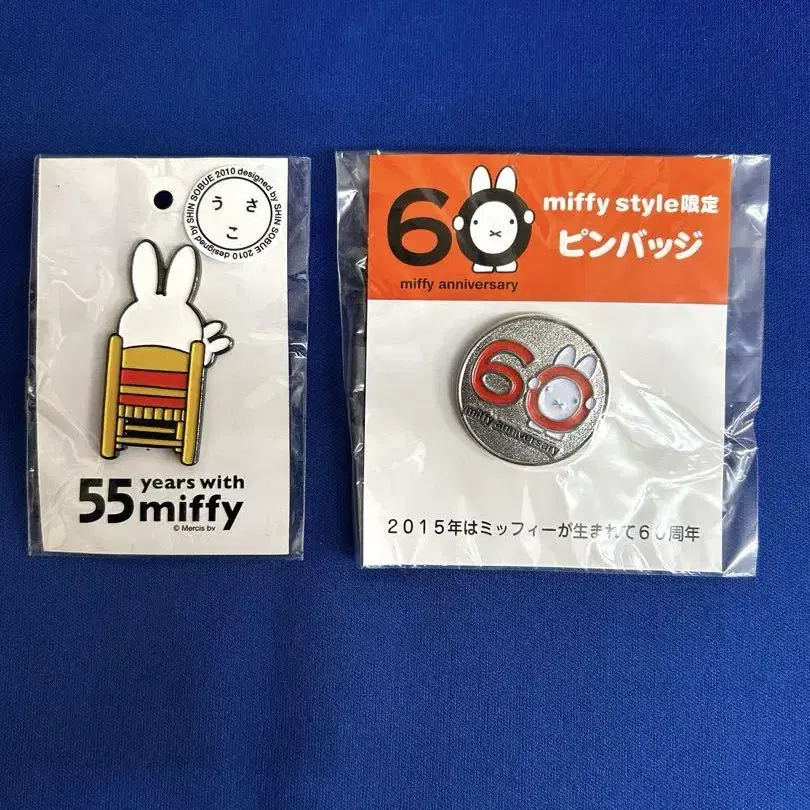 designed by SHIN SOBUE 2010 designed by SHIN SOBUE 2010
うさこ
55 years with miffy
© Mercis bv
60
miffy anniversary
miffy style限定
ピンバッジ
60
miffy anniversary
2015年はミッフィーが生まれて60周年